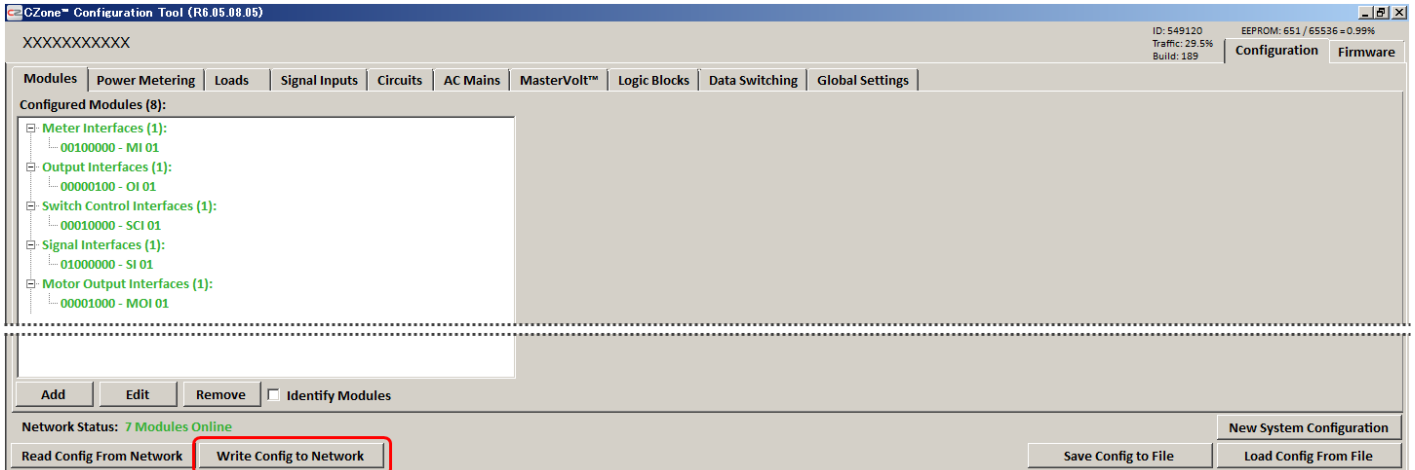 CZ CZone™ Configuration Tool (R6.05.08.05)
XXXXXXXXXXX
ID: 549120
Traffic: 29.5%
Build: 189
EEPROM: 651 / 65536 = 0.99%
Configuration Firmware
Modules Power Metering Loads Signal Inputs Circuits AC Mains MasterVolt™ Logic Blocks Data Switching Global Settings
Configured Modules (8):
Meter Interfaces (1):
00100000 - MI 01
Output Interfaces (1):
00000100 - OI 01
Switch Control Interfaces (1):
00010000 - SCI 01
Signal Interfaces (1):
01000000 - SI 01
Motor Output Interfaces (1):
00001000 - MOI 01
Add Edit Remove Identify Modules
Network Status: 7 Modules Online
New System Configuration
Read Config From Network Write Config to Network Save Config to File Load Config From File